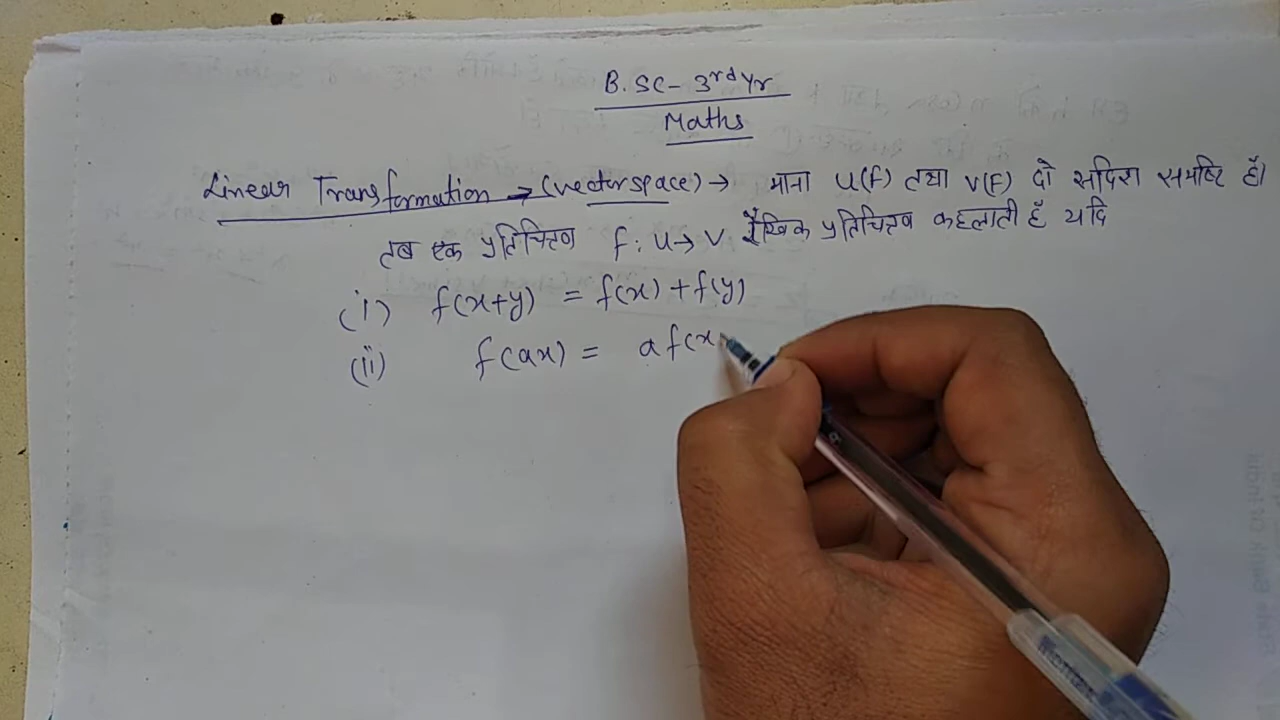 B.SC- 3rd Yr
Maths
Linear Transformation → (vectorspace) → माना U(F) तथा V(F) दो सदिश समष्टि हैं।
तब एक प्रतिचित्रण f: U→ V रैखिक प्रतिचित्रण कहलाती हैं यदि
(i) f(x+y) = f(x) + f(y)
(ii) f(ax) = a f(x